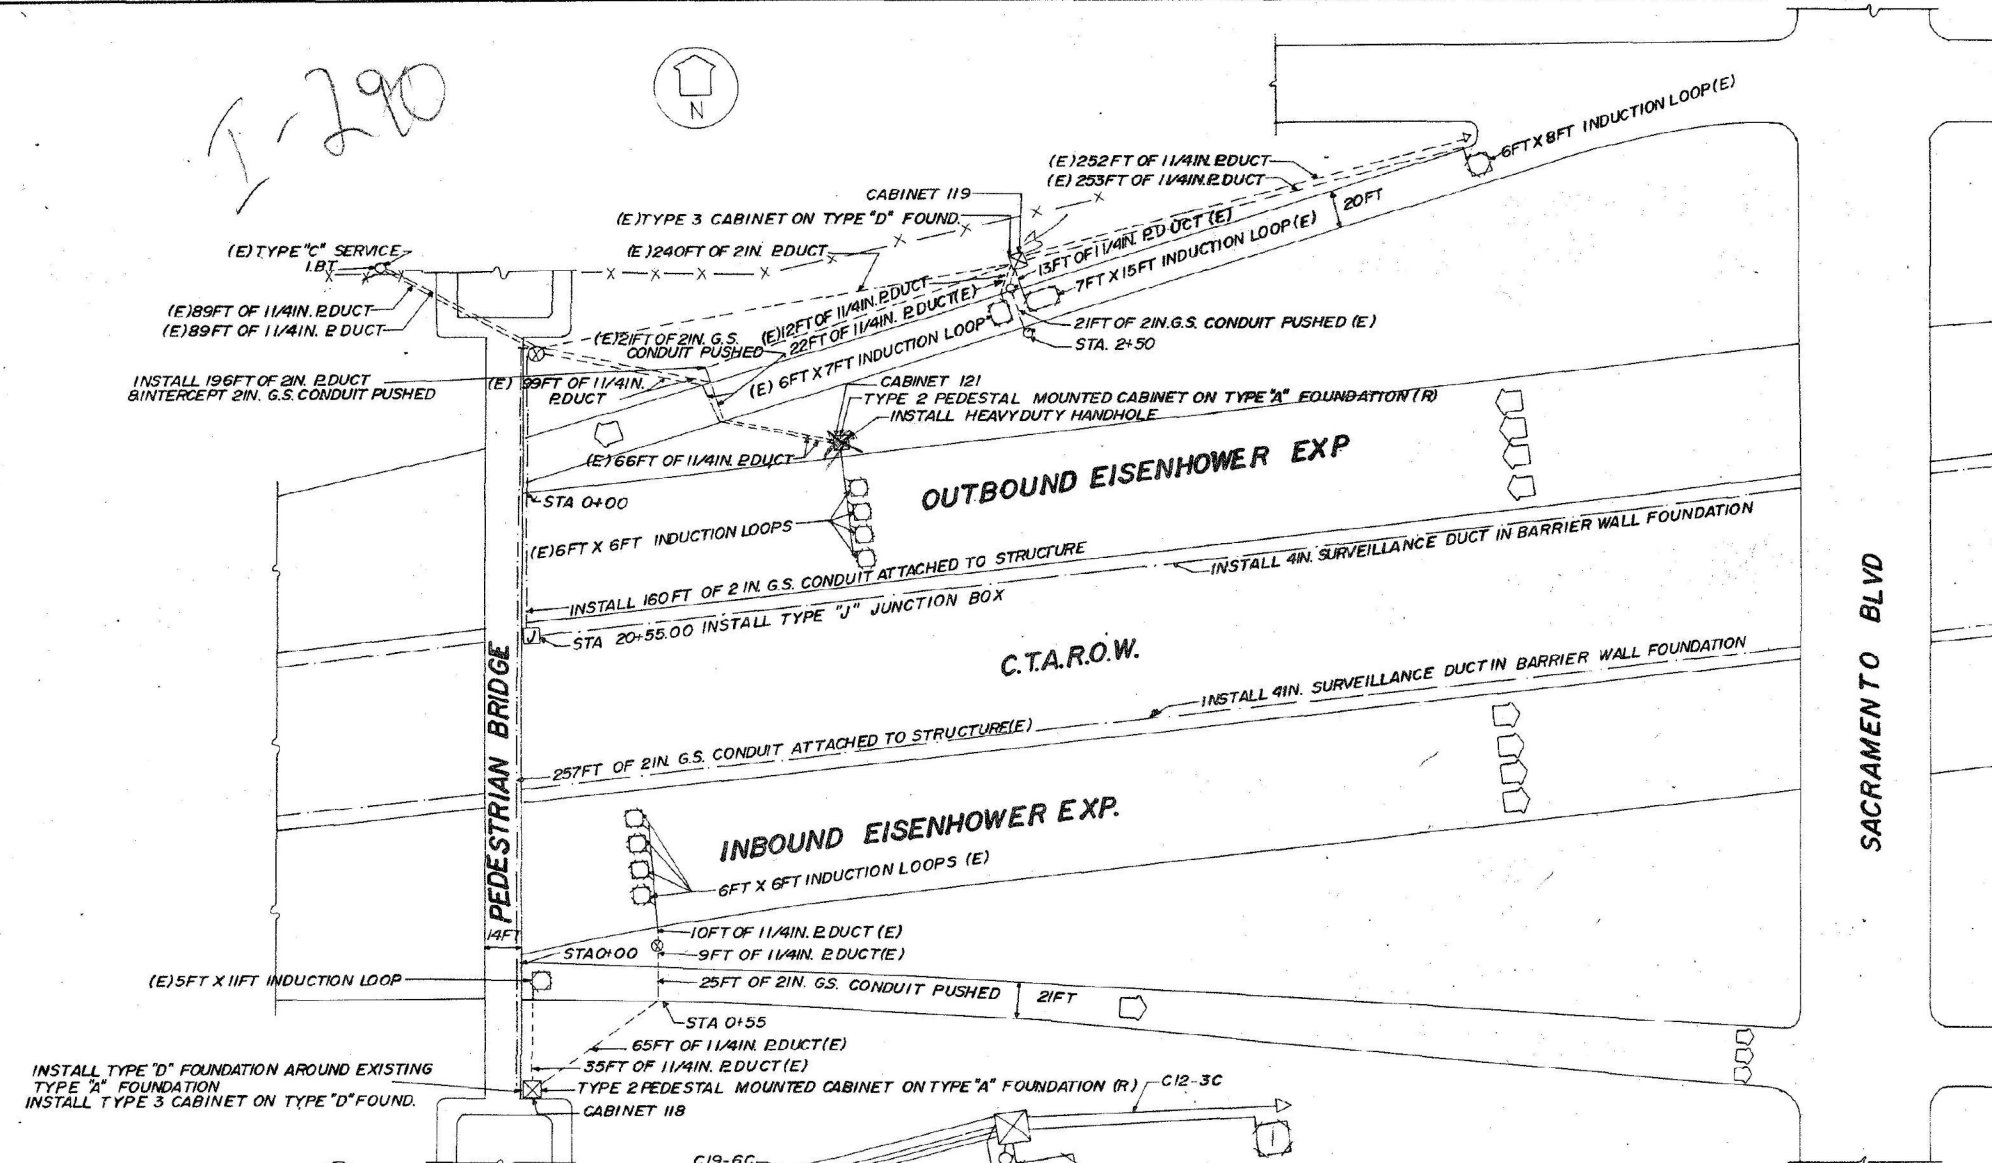 I-290
N
6FT X 8FT INDUCTION LOOP(E)
(E)252FT OF 1 1/4IN. P.DUCT
(E) 253FT OF 1 1/4IN. P.DUCT
CABINET 119
(E)TYPE 3 CABINET ON TYPE "D" FOUND.
20FT
(E)TYPE "C" SERVICE
(E)240FT OF 2IN. P.DUCT
13FT OF 1 1/4IN. P.DUCT (E)
7FT X 15FT INDUCTION LOOP(E)
(E)89FT OF 1 1/4IN. P.DUCT
(E)89FT OF 1 1/4IN. P.DUCT
(E)12FT OF 1 1/4IN. P.DUCT
22FT OF 1 1/4IN. P.DUCT(E)
21FT OF 2IN.G.S. CONDUIT PUSHED (E)
STA. 2+50
(E)21FT OF 2IN. G.S.
CONDUIT PUSHED
(E) 6FT X 7FT INDUCTION LOOP
INSTALL 196FT OF 2IN. P.DUCT
&INTERCEPT 2IN. G.S. CONDUIT PUSHED
(E) 99FT OF 1 1/4IN.
P.DUCT
CABINET 121
TYPE 2 PEDESTAL MOUNTED CABINET ON TYPE "A" FOUNDATION (R)
INSTALL HEAVYDUTY HANDHOLE
(E)66FT OF 1 1/4IN. P.DUCT
OUTBOUND EISENHOWER EXP
STA 0+00
(E)6FT X 6FT INDUCTION LOOPS
INSTALL 160FT OF 2 IN. G.S. CONDUIT ATTACHED TO STRUCTURE
INSTALL 4IN. SURVEILLANCE DUCT IN BARRIER WALL FOUNDATION
J
STA 20+55.00 INSTALL TYPE "J" JUNCTION BOX
C.T.A.R.O.W.
INSTALL 4IN. SURVEILLANCE DUCT IN BARRIER WALL FOUNDATION
SACRAMENTO BLVD
PEDESTRIAN BRIDGE
257FT OF 2IN. G.S. CONDUIT ATTACHED TO STRUCTURE(E)
INBOUND EISENHOWER EXP.
6FT X 6FT INDUCTION LOOPS (E)
14FT
10FT OF 1 1/4IN. P.DUCT (E)
STA0+00
9FT OF 1 1/4IN. P.DUCT(E)
(E)5FT X 11FT INDUCTION LOOP
25FT OF 2IN. G.S. CONDUIT PUSHED
21FT
STA 0+55
65FT OF 1 1/4IN. P.DUCT(E)
35FT OF 1 1/4IN. P.DUCT(E)
INSTALL TYPE "D" FOUNDATION AROUND EXISTING
TYPE "A" FOUNDATION
INSTALL TYPE 3 CABINET ON TYPE "D" FOUND.
TYPE 2 PEDESTAL MOUNTED CABINET ON TYPE "A" FOUNDATION (R)
CABINET 118
C12-3C
1
C19-6C